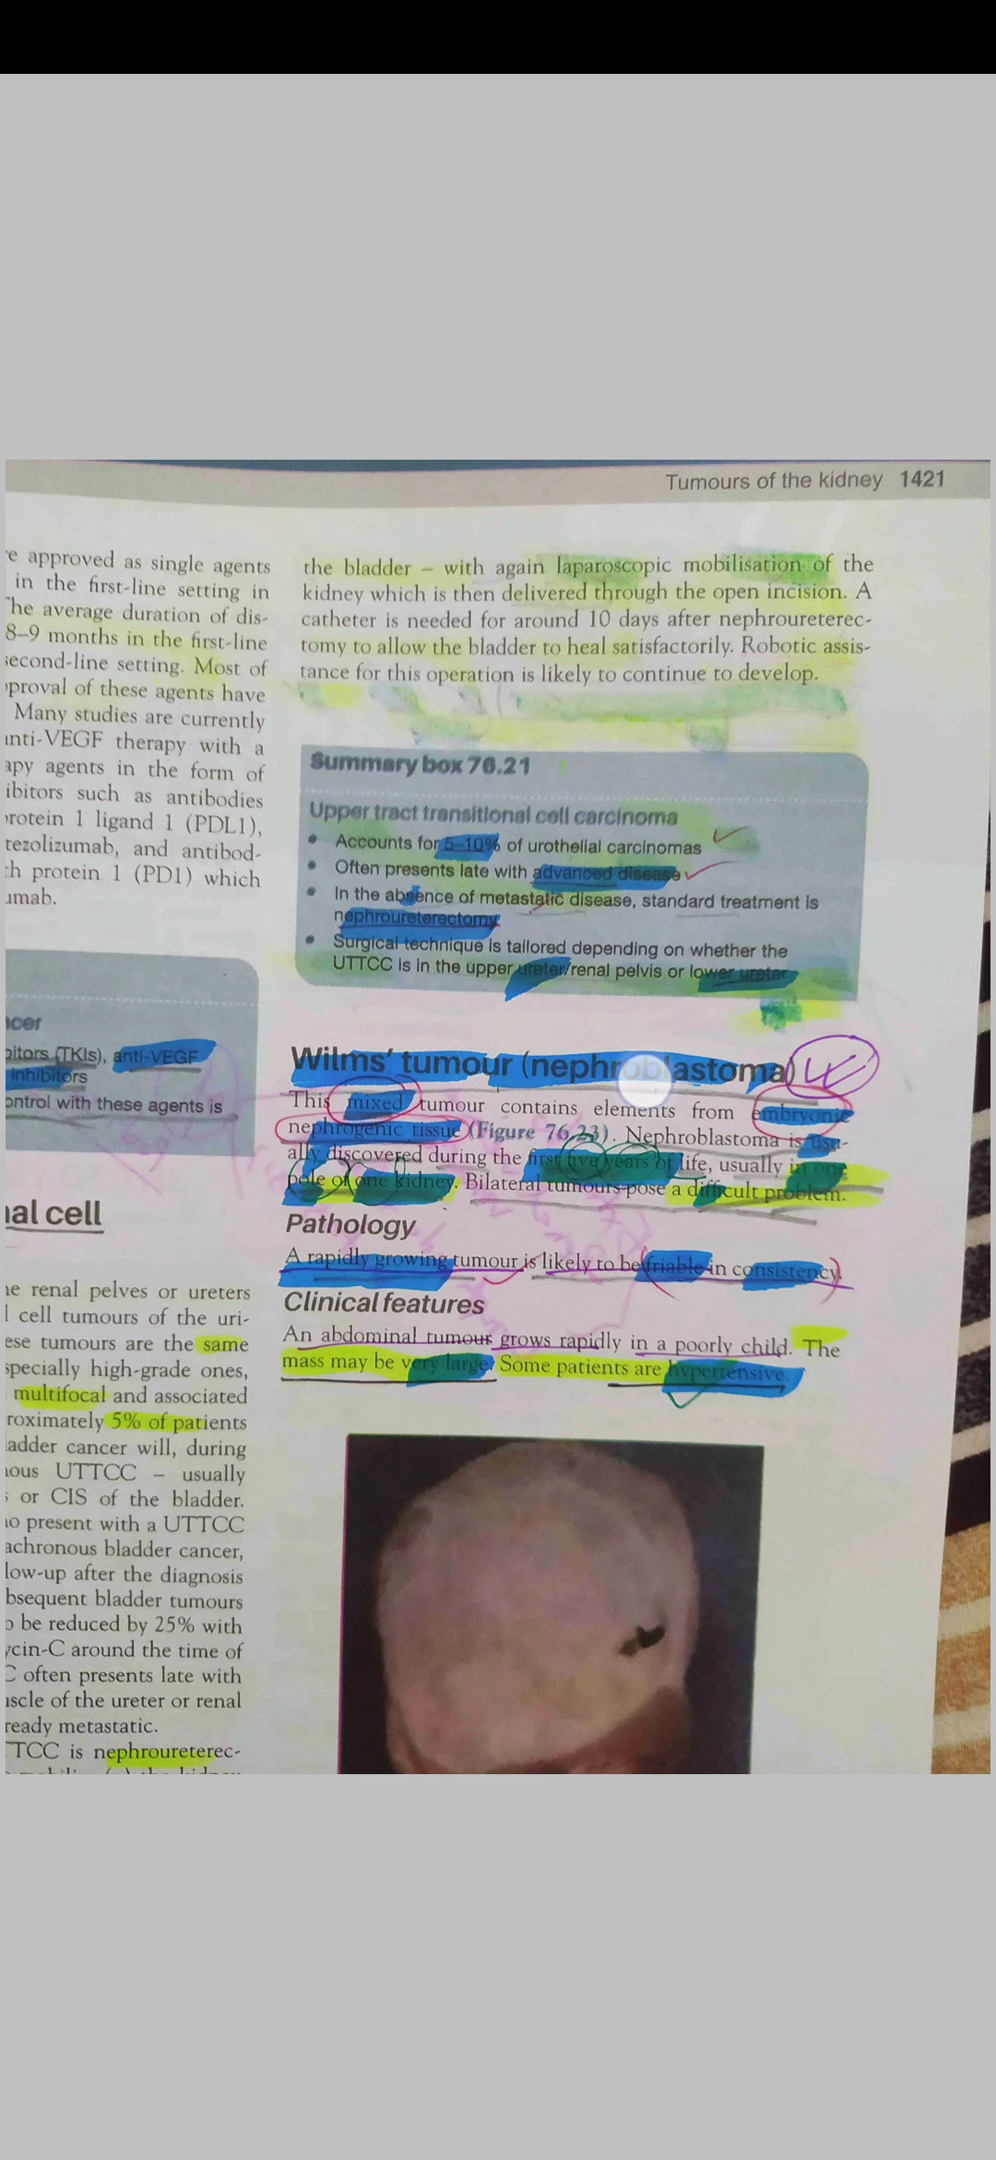 Tumours of the kidney 1421
approved as single agents
in the first-line setting in
The average duration of dis-
8–9 months in the first-line
second-line setting. Most of
proval of these agents have
Many studies are currently
anti-VEGF therapy with a
apy agents in the form of
ibitors such as antibodies
protein 1 ligand 1 (PDL1),
tezolizumab, and antibod-
th protein 1 (PD1) which
umab.
ncer
bitors (TKIs), anti-VEGF
inhibitors
ontrol with these agents is
nal cell
he renal pelves or ureters
l cell tumours of the uri-
ese tumours are the same
specially high-grade ones,
multifocal and associated
roximately 5% of patients
ladder cancer will, during
nous UTTCC – usually
s or CIS of the bladder.
ho present with a UTTCC
achronous bladder cancer,
low-up after the diagnosis
bsequent bladder tumours
o be reduced by 25% with
ycin-C around the time of
C often presents late with
uscle of the ureter or renal
ready metastatic.
TTCC is nephroureterec-
the bladder – with again laparoscopic mobilisation of the
kidney which is then delivered through the open incision. A
catheter is needed for around 10 days after nephroureterec-
tomy to allow the bladder to heal satisfactorily. Robotic assis-
tance for this operation is likely to continue to develop.
Summary box 76.21
Upper tract transitional cell carcinoma
• Accounts for 5–10% of urothelial carcinomas
• Often presents late with advanced disease
• In the absence of metastatic disease, standard treatment is
nephroureterectomy
• Surgical technique is tailored depending on whether the
UTTCC is in the upper ureter/renal pelvis or lower ureter
Wilms' tumour (nephroblastoma)
This mixed tumour contains elements from embryonic
nephrogenic tissue (Figure 76.23). Nephroblastoma is usu-
ally discovered during the first five years of life, usually in one
pole of one kidney. Bilateral tumours pose a difficult problem.
Pathology
A rapidly growing tumour is likely to be friable in consistency.
Clinical features
An abdominal tumour grows rapidly in a poorly child. The
mass may be very large. Some patients are hypertensive.